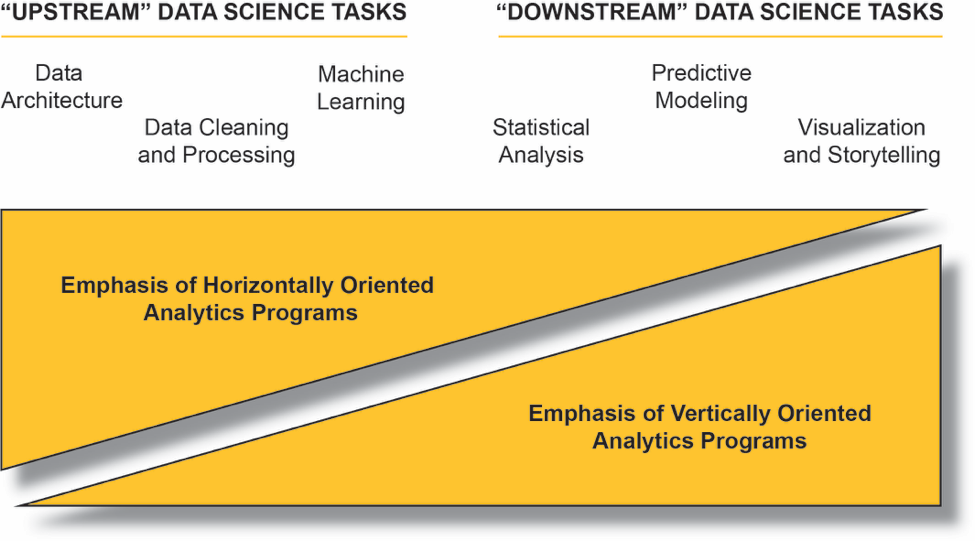 “UPSTREAM” DATA SCIENCE TASKS
“DOWNSTREAM” DATA SCIENCE TASKS
Data
Architecture
Data Cleaning
and Processing
Machine
Learning
Statistical
Analysis
Predictive
Modeling
Visualization
and Storytelling
Emphasis of Horizontally Oriented
Analytics Programs
Emphasis of Vertically Oriented
Analytics Programs